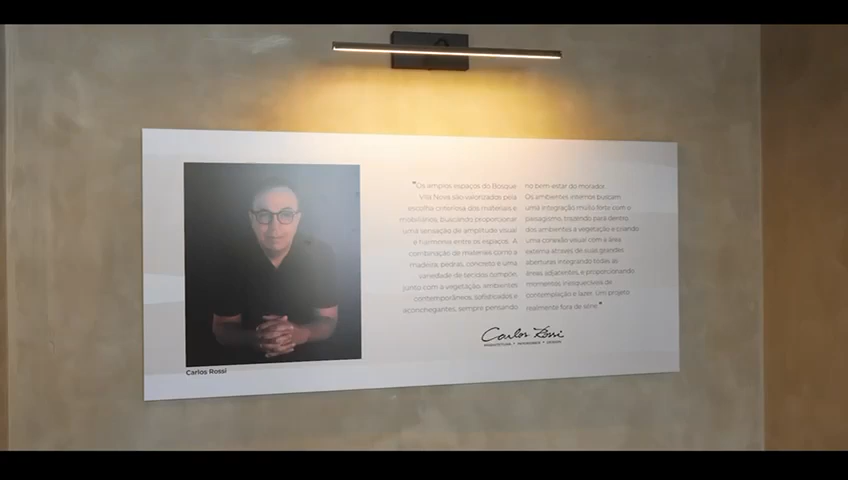 "Os amplos espaços do Bosque
Vila Nova são valorizados pela
escolha criteriosa dos materiais e
mobiliários, buscando proporcionar
uma sensação de amplitude visual
e fusão entre os espaços. A
combinação de materiais como a
madeira, pedras, concreto e uma
variedade de tecidos compõe,
junto com a vegetação, ambientes
contemporâneos, sofisticados e
aconchegantes, sempre pensando
no bem-estar do morador.
Os ambientes internos buscam
uma integração muito forte com o
paisagismo, trazendo para dentro
dos ambientes a vegetação e criando
uma conexão visual com a área
externa através de suas grandes
aberturas integrando todas as
áreas adjacentes, e proporcionando
momentos inesquecíveis de
contemplação e lazer. Um projeto
realmente fora de série."
Carlos Rossi
ARQUITETURA • DESIGN
Carlos Rossi